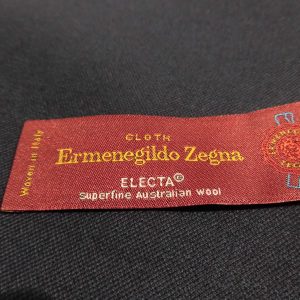 Woven in Italy
CLOTH
Ermenegildo Zegna
ELECTA®
Superfine Australian Wool